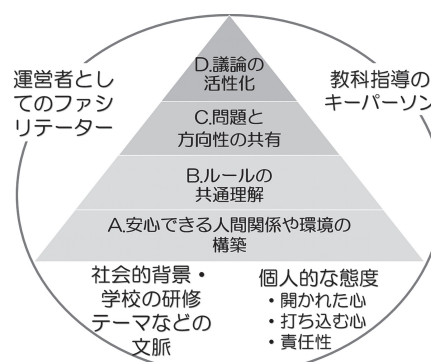 運営者とし
てのファシ
リテーター
教科指導の
キーパーソン
D.議論の
活性化
C.問題と
方向性の共有
B.ルールの
共通理解
A.安心できる人間関係や環境の
構築
社会的背景・
学校の研修
テーマなどの
文脈
個人的な態度
・開かれた心
・打ち込む心
・責任性